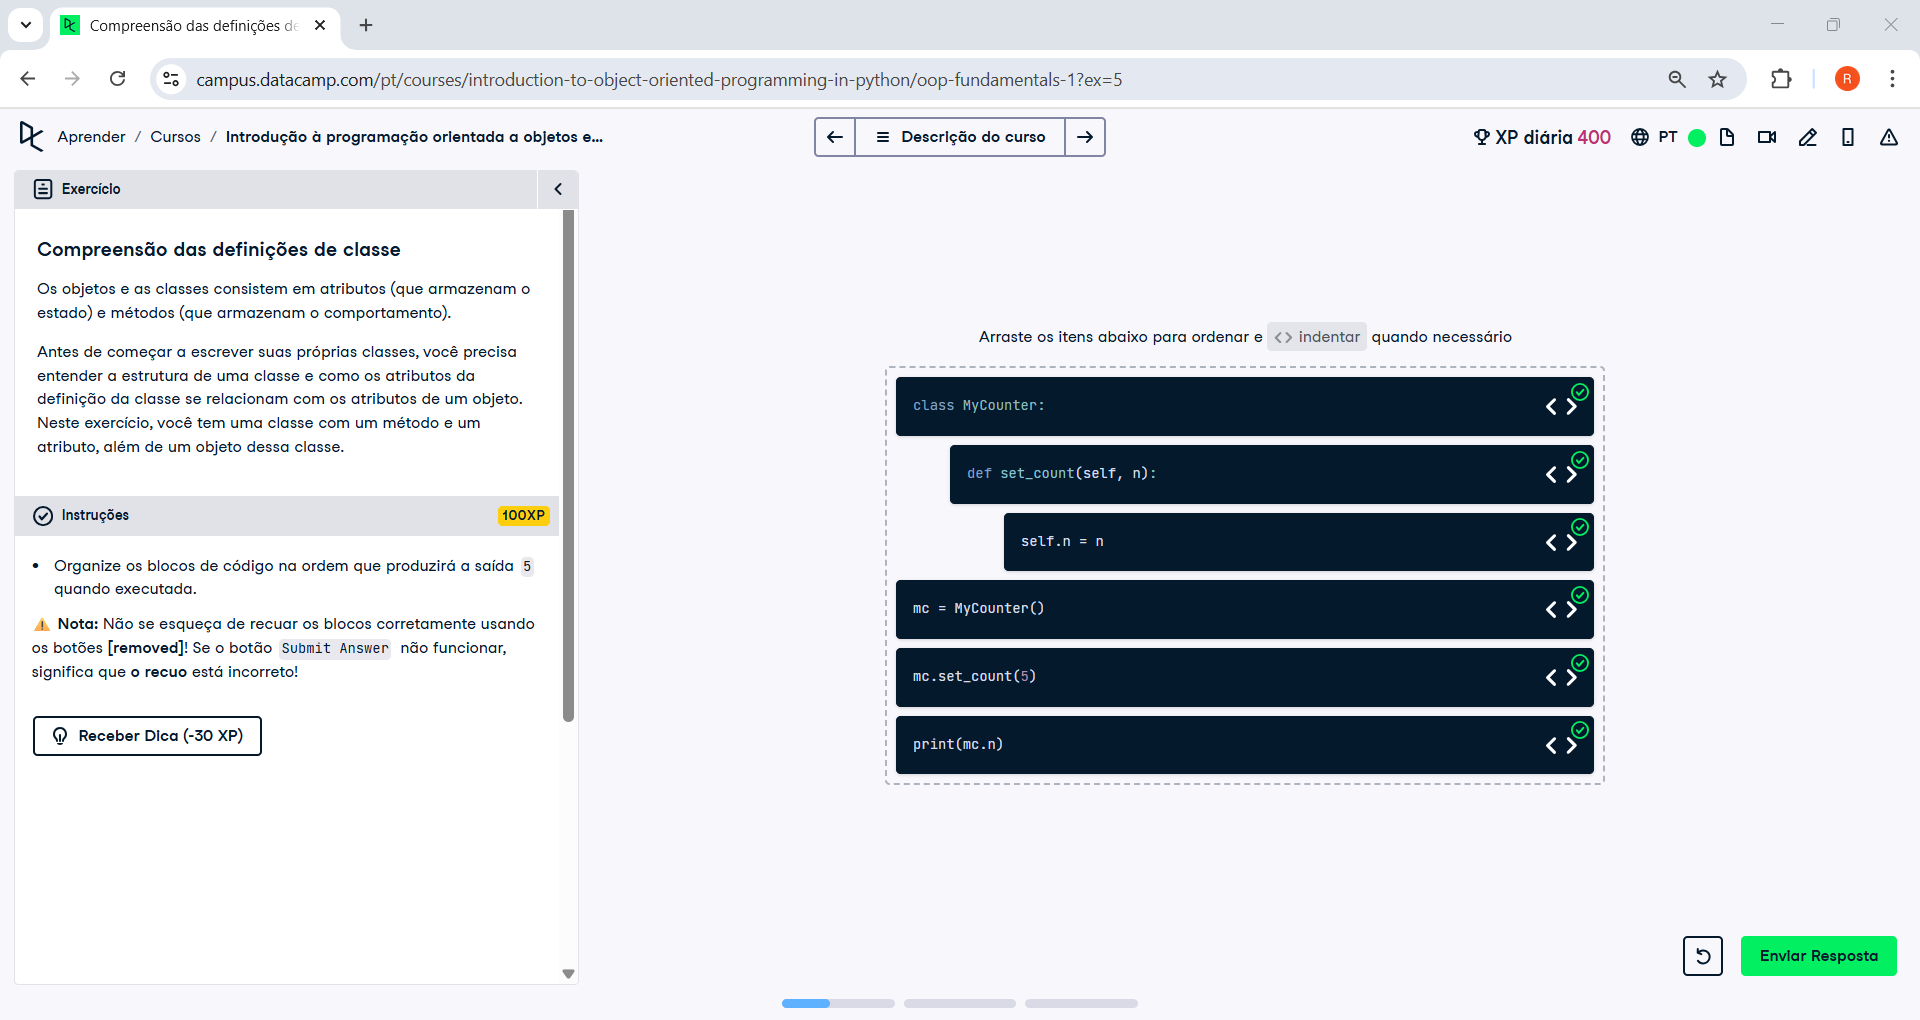 Compreensão das definições de
campus.datacamp.com/pt/courses/introduction-to-object-oriented-programming-in-python/oop-fundamentals-1?ex=5
R
Aprender / Cursos / Introdução à programação orientada a objetos e...
Descrição do curso
XP diária 400
PT
Exercício
Compreensão das definições de classe
Os objetos e as classes consistem em atributos (que armazenam o
estado) e métodos (que armazenam o comportamento).
Antes de começar a escrever suas próprias classes, você precisa
entender a estrutura de uma classe e como os atributos da
definição da classe se relacionam com os atributos de um objeto.
Neste exercício, você tem uma classe com um método e um
atributo, além de um objeto dessa classe.
Instruções
100XP
• Organize os blocos de código na ordem que produzirá a saída 5
quando executada.
⚠️ Nota: Não se esqueça de recuar os blocos corretamente usando
os botões [removed]! Se o botão Submit Answer não funcionar,
significa que o recuo está incorreto!
Receber DIca (-30 XP)
Arraste os itens abaixo para ordenar e <> indentar quando necessário
class MyCounter:
def set_count(self, n):
self.n = n
mc = MyCounter()
mc.set_count(5)
print(mc.n)
Envlar Resposta